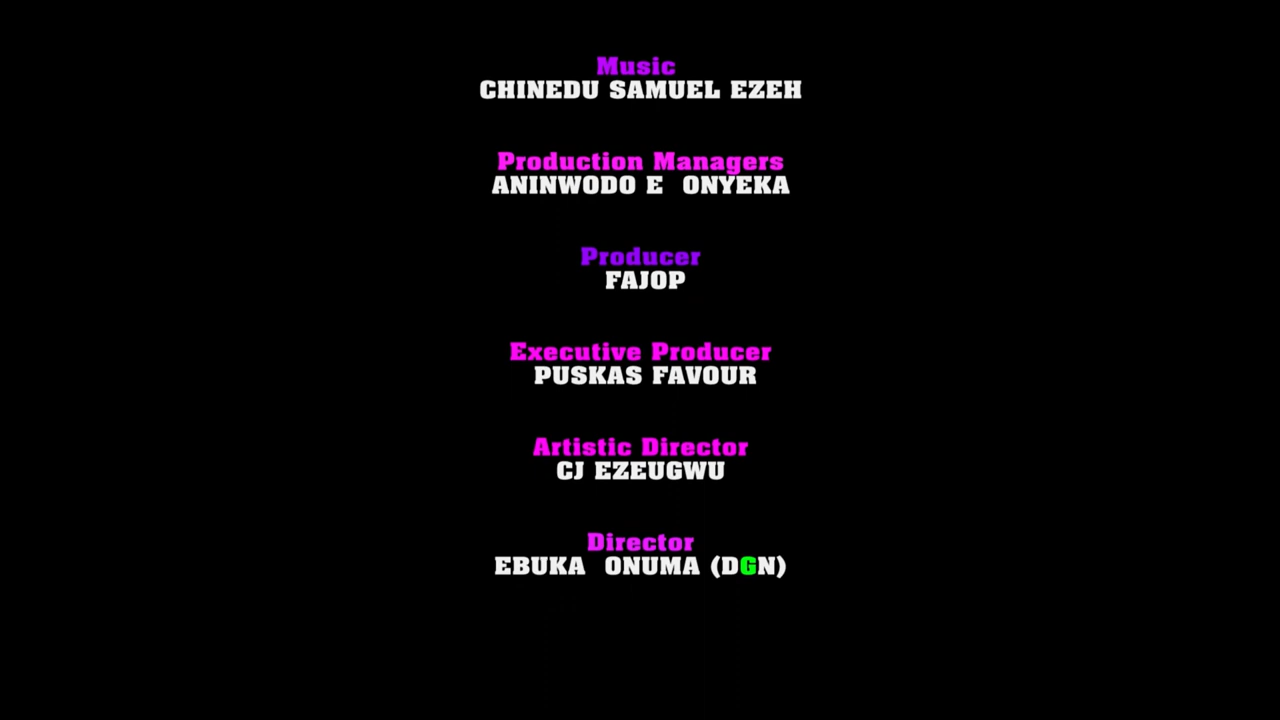 Music
CHINEDU SAMUEL EZEH
Production Managers
ANINWODO E  ONYEKA
Producer
FAJOP
Executive Producer
PUSKAS FAVOUR
Artistic Director
CJ EZEUGWU
Director
EBUKA  ONUMA (DGN)